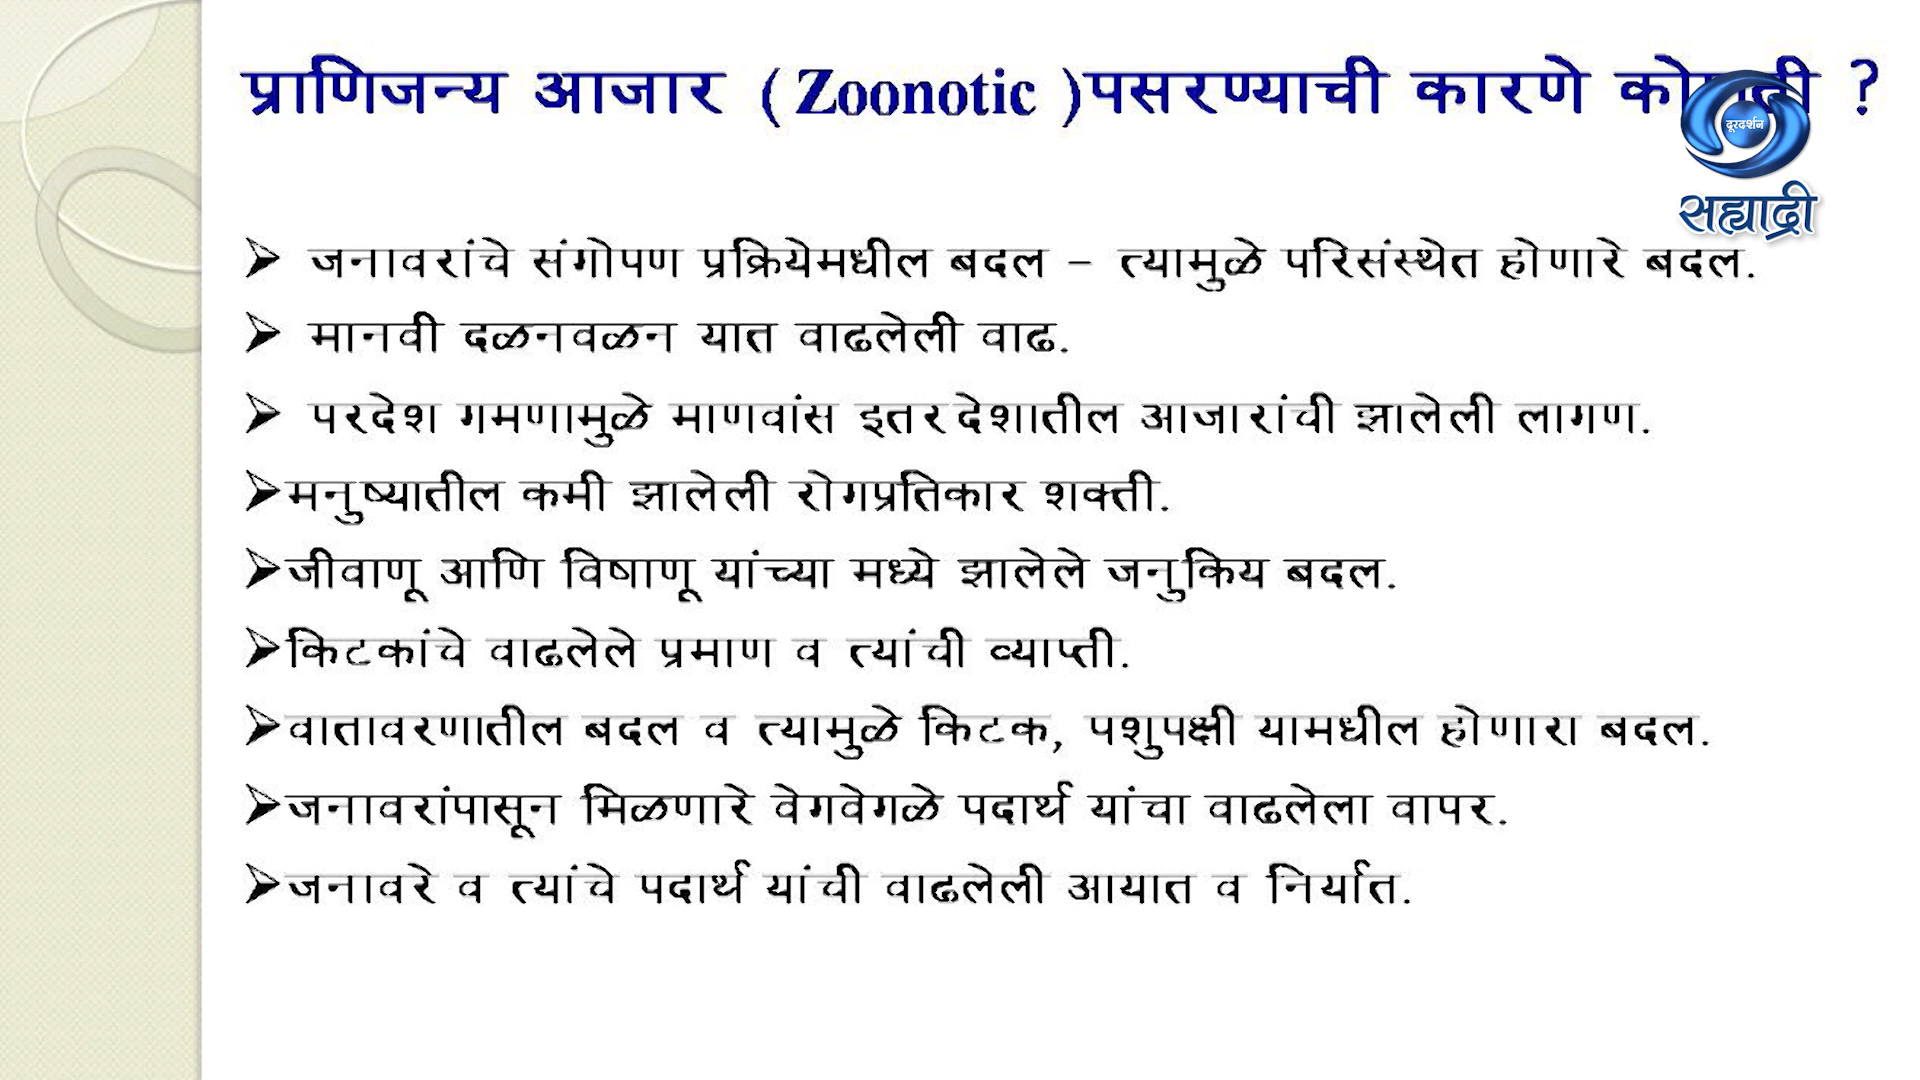 प्राणिजन्य आजार ( Zoonotic )पसरण्याची कारणे ?
दूरदर्शन
सह्याद्री
➢ जनावरांचे संगोपण प्रक्रियेमधील बदल – त्यामुळे परिसंस्थेत होणारे बदल.
➢ मानवी दळनवळन यात वाढलेली वाढ.
➢ परदेश गमणामुळे माणवांस इतर देशातील आजारांची झालेली लागण.
➢मनुष्यातील कमी झालेली रोगप्रतिकार शक्ती.
➢जीवाणू आणि विषाणू यांच्या मध्ये झालेले जनुकिय बदल.
➢किटकांचे वाढलेले प्रमाण व त्यांची व्याप्ती.
➢वातावरणातील बदल व त्यामुळे किटक, पशुपक्षी यामधील होणारा बदल.
➢जनावरांपासून मिळणारे वेगवेगळे पदार्थ यांचा वाढलेला वापर.
➢जनावरे व त्यांचे पदार्थ यांची वाढलेली आयात व निर्यात.